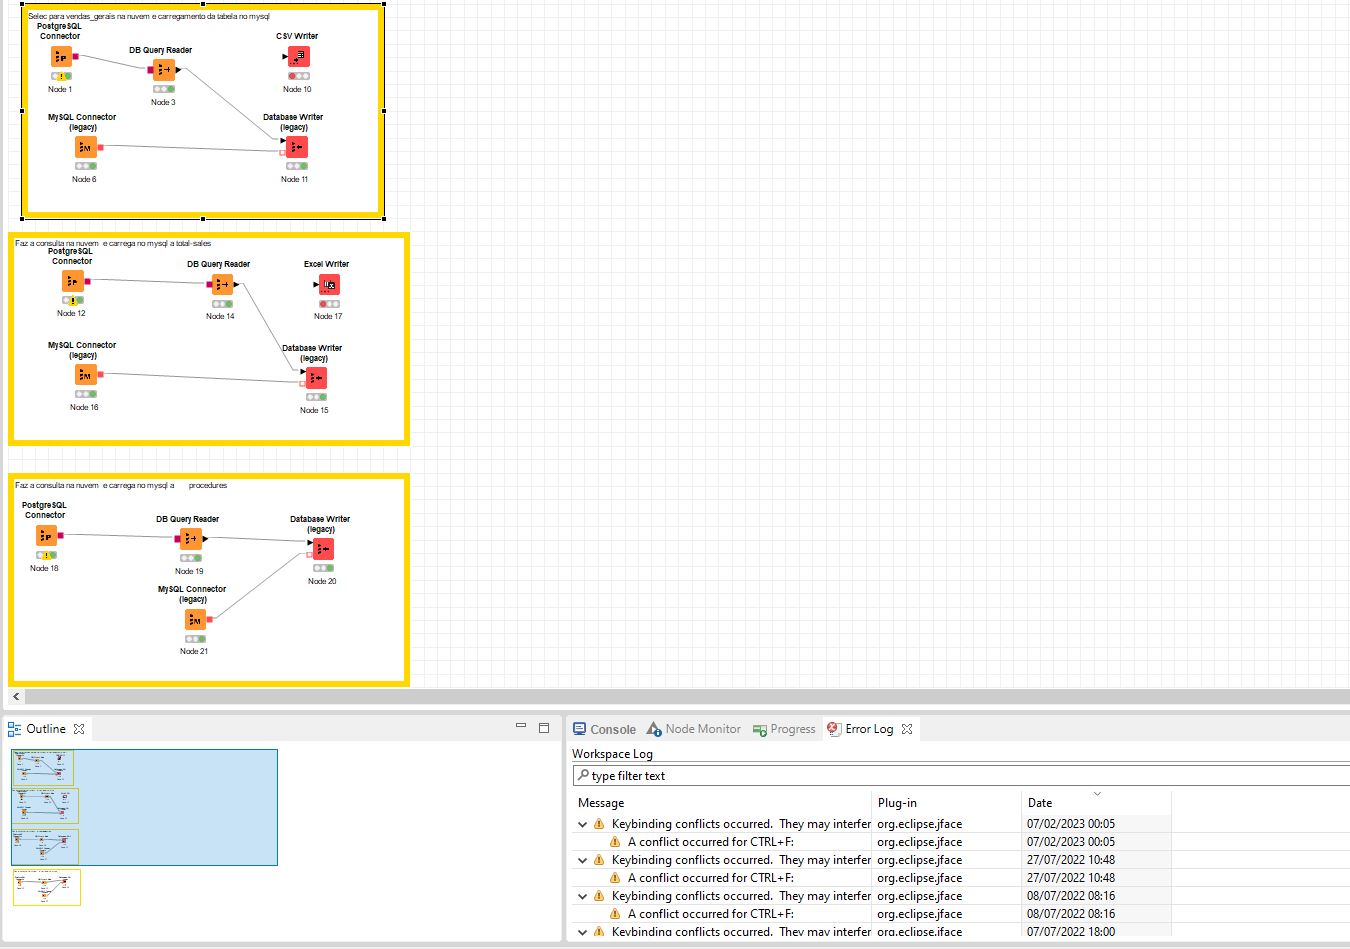 Selec para vendas_gerais na nuvem e carregamento da tabela no mysql
PostgreSQL
Connector
Node 1
DB Query Reader
Node 3
CSV Writer
Node 10
MySQL Connector
(legacy)
Node 6
Database Writer
(legacy)
Node 11
Faz a consulta na nuvem e carrega no mysql a total-sales
PostgreSQL
Connector
Node 12
DB Query Reader
Node 14
Excel Writer
Node 17
MySQL Connector
(legacy)
Node 16
Database Writer
(legacy)
Node 15
Faz a consulta na nuvem e carrega no mysql a procedures
PostgreSQL
Connector
Node 18
DB Query Reader
Node 19
Database Writer
(legacy)
Node 20
MySQL Connector
(legacy)
Node 21
Outline
Console Node Monitor Progress Error Log
Workspace Log
type filter text
Message Plug-in Date
Keybinding conflicts occurred. They may interfer org.eclipse.jface 07/02/2023 00:05
A conflict occurred for CTRL+F: org.eclipse.jface 07/02/2023 00:05
Keybinding conflicts occurred. They may interfer org.eclipse.jface 27/07/2022 10:48
A conflict occurred for CTRL+F: org.eclipse.jface 27/07/2022 10:48
Keybinding conflicts occurred. They may interfer org.eclipse.jface 08/07/2022 08:16
A conflict occurred for CTRL+F: org.eclipse.jface 08/07/2022 08:16
Keybinding conflicts occurred. They may interfer org.eclipse.jface 07/07/2022 18:00